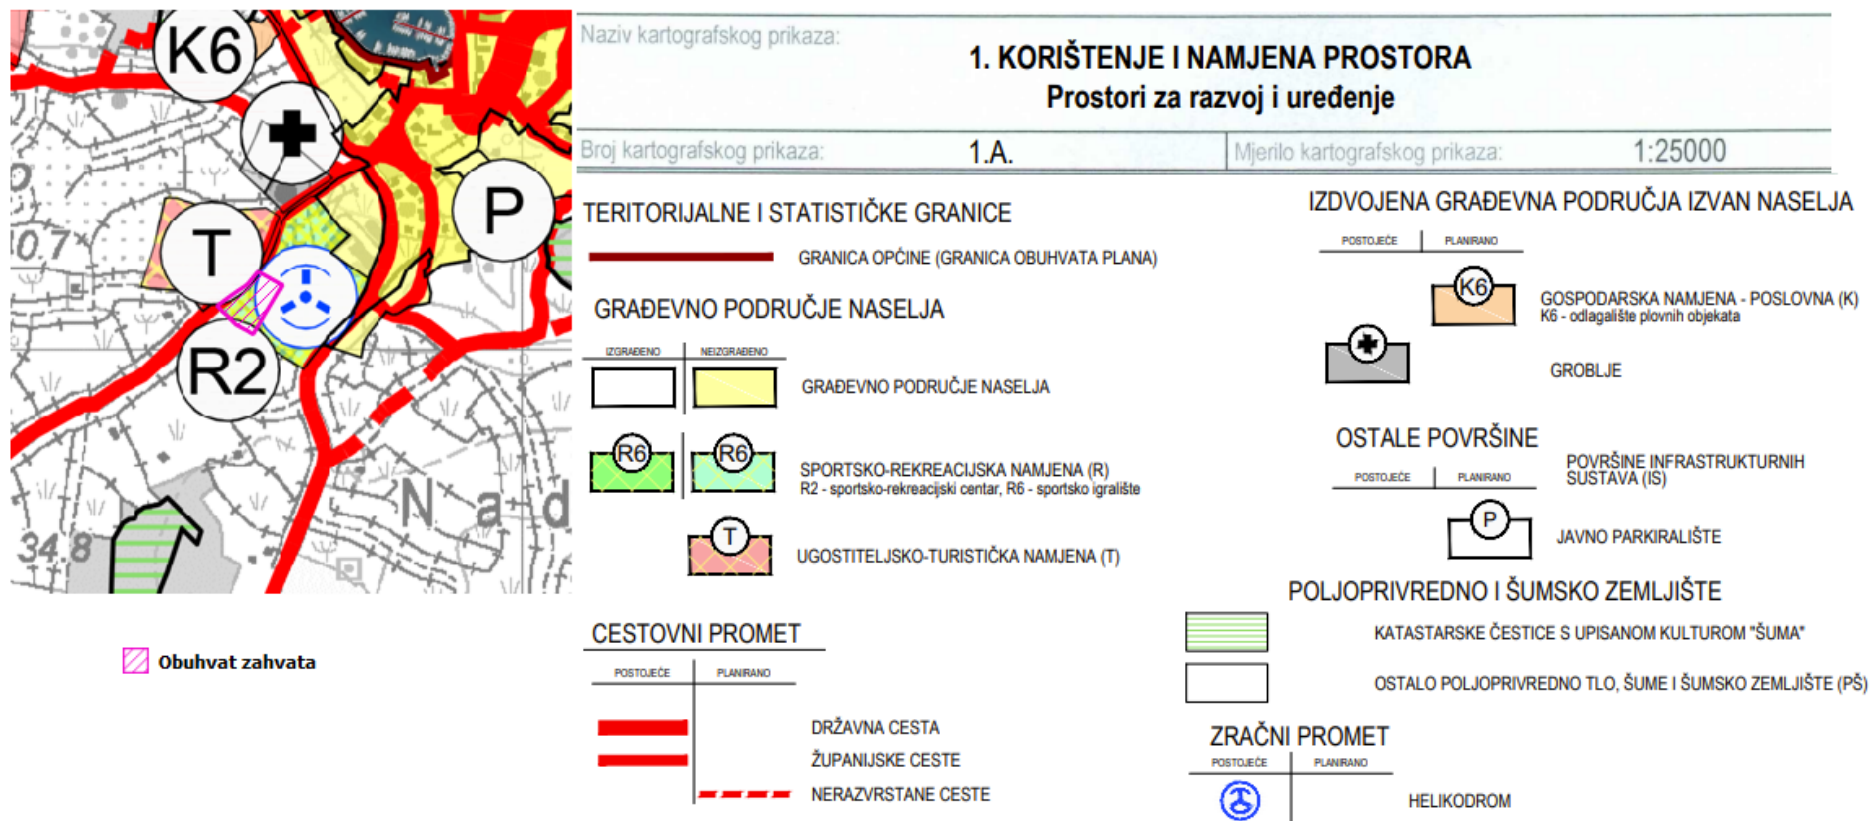 K6
P
T
0.7
R2
N a d
34.8
Obuhvat zahvata
Naziv kartografskog prikaza:
1. KORIŠTENJE I NAMJENA PROSTORA
Prostori za razvoj i uređenje
Broj kartografskog prikaza: 1.A. Mjerilo kartografskog prikaza: 1:25000
TERITORIJALNE I STATISTIČKE GRANICE
GRANICA OPĆINE (GRANICA OBUHVATA PLANA)
GRAĐEVNO PODRUČJE NASELJA
IZGRAĐENO NEIZGRAĐENO
GRAĐEVNO PODRUČJE NASELJA
R6 R6
SPORTSKO-REKREACIJSKA NAMJENA (R)
R2 - sportsko-rekreacijski centar, R6 - sportsko igralište
T
UGOSTITELJSKO-TURISTIČKA NAMJENA (T)
CESTOVNI PROMET
POSTOJEĆE PLANIRANO
DRŽAVNA CESTA
ŽUPANIJSKE CESTE
NERAZVRSTANE CESTE
IZDVOJENA GRAĐEVNA PODRUČJA IZVAN NASELJA
POSTOJEĆE PLANIRANO
K6
GOSPODARSKA NAMJENA - POSLOVNA (K)
K6 - odlagalište plovnih objekata
GROBLJE
OSTALE POVRŠINE
POSTOJEĆE PLANIRANO
POVRŠINE INFRASTRUKTURNIH
SUSTAVA (IS)
P
JAVNO PARKIRALIŠTE
POLJOPRIVREDNO I ŠUMSKO ZEMLJIŠTE
KATASTARSKE ČESTICE S UPISANOM KULTUROM "ŠUMA"
OSTALO POLJOPRIVREDNO TLO, ŠUME I ŠUMSKO ZEMLJIŠTE (PŠ)
ZRAČNI PROMET
POSTOJEĆE PLANIRANO
HELIKODROM